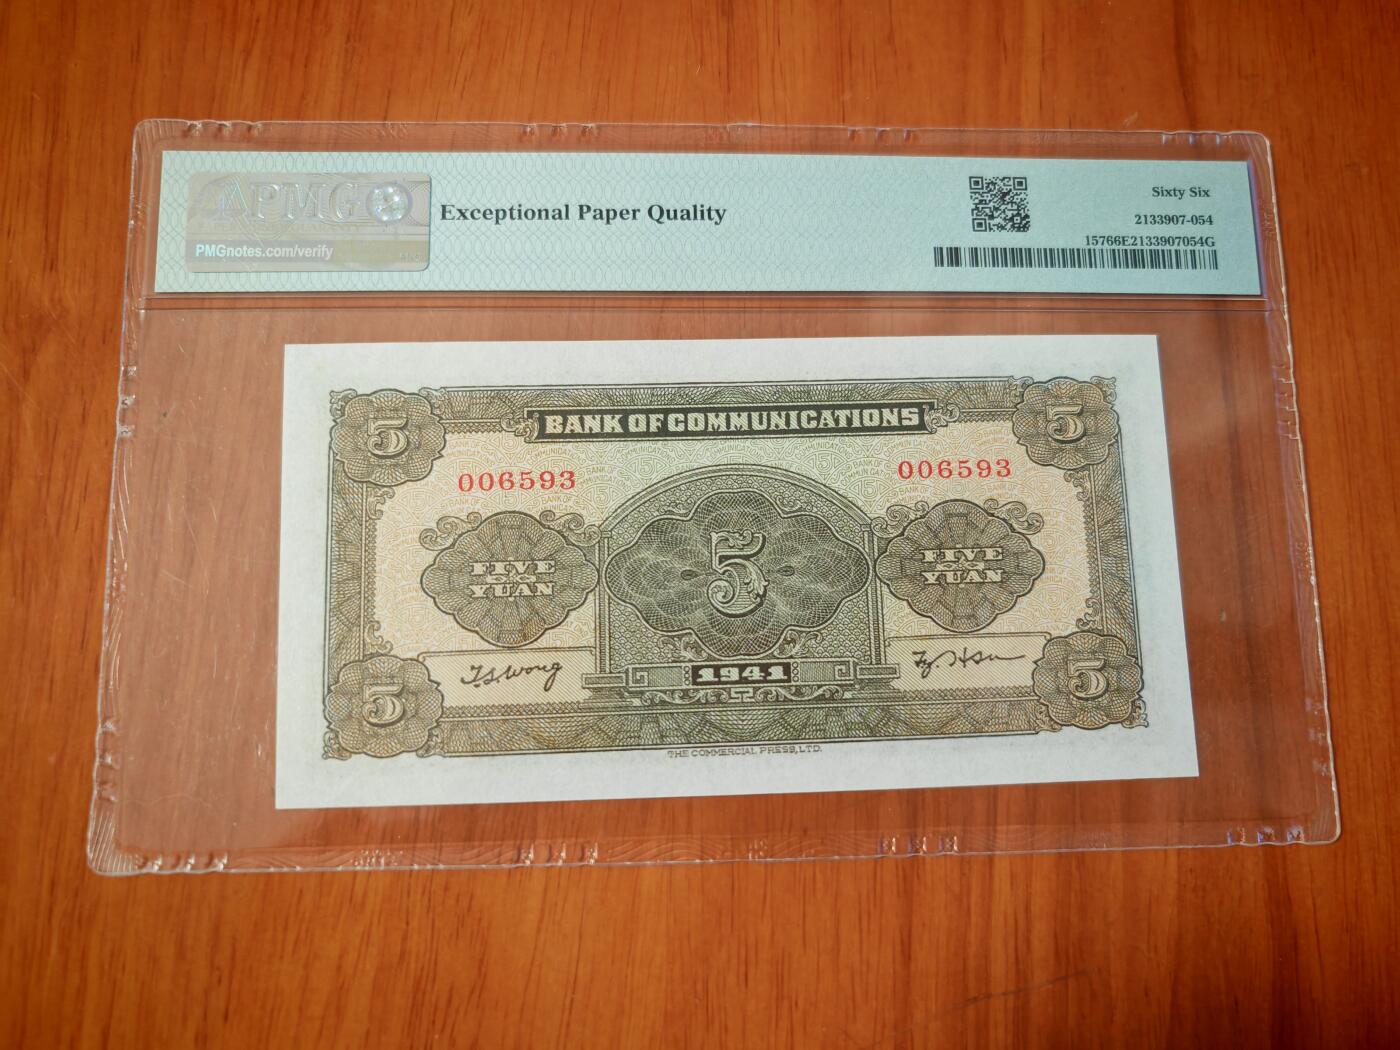 PMG
PMGnotes.com/verify
Exceptional Paper Quality
Sixty Six
2133907-054
15766E2133907054G
5
BANK OF COMMUNICATIONS
5
006593
006593
FIVE
YUAN
5
FIVE
YUAN
T.S. Wong
1941
5
5
THE COMMERCIAL PRESS, LTD.